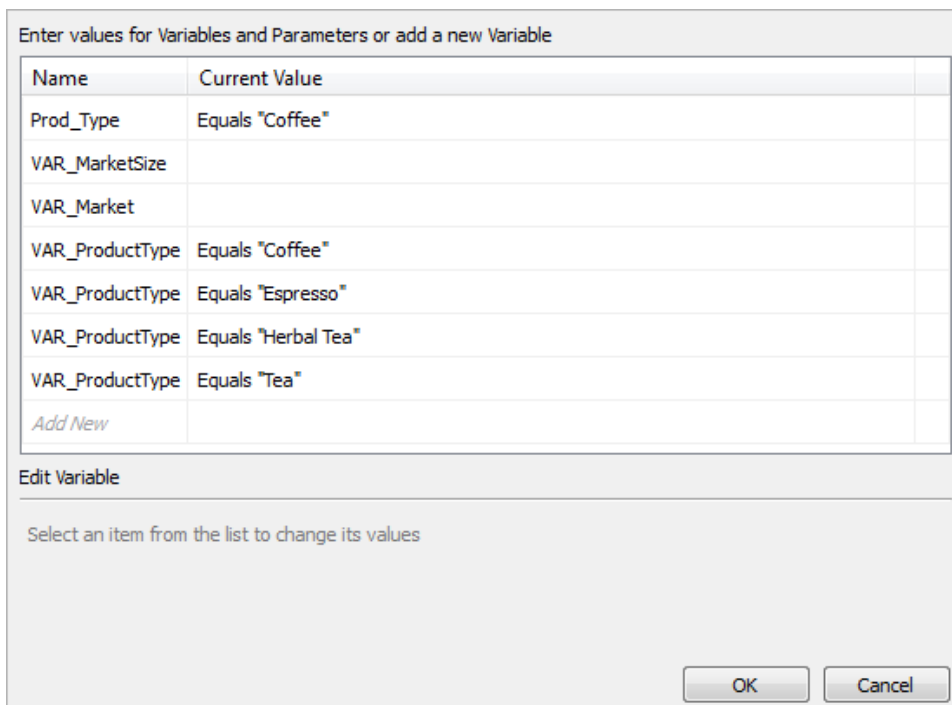 Enter values for Variables and Parameters or add a new Variable
Name Current Value
Prod_Type Equals "Coffee"
VAR_MarketSize
VAR_Market
VAR_ProductType Equals "Coffee"
VAR_ProductType Equals "Espresso"
VAR_ProductType Equals "Herbal Tea"
VAR_ProductType Equals "Tea"
Add New
Edit Variable
Select an item from the list to change its values
OK Cancel